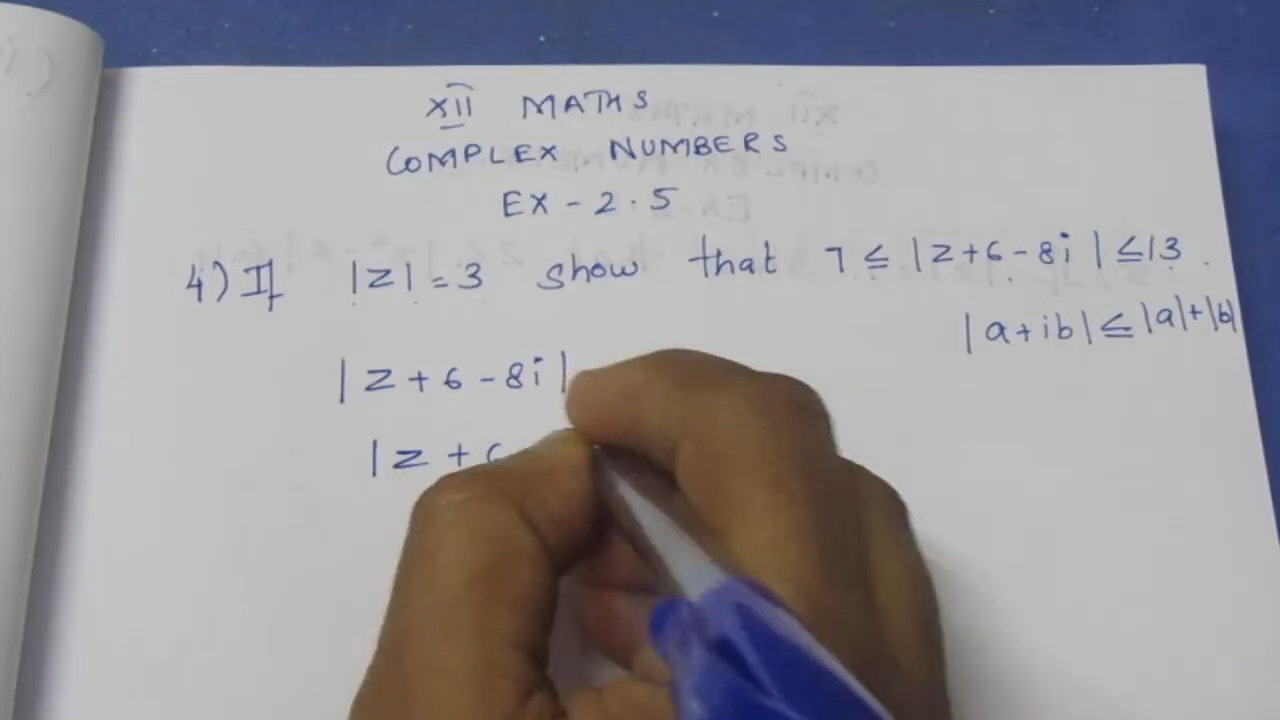 XII MATHS
COMPLEX NUMBERS
EX - 2.5
4) If |z| = 3 show that 7 ≤ |z+6-8i| ≤ 13.
|a+ib| ≤ |a|+|b|
|z+6-8i|
|z+6